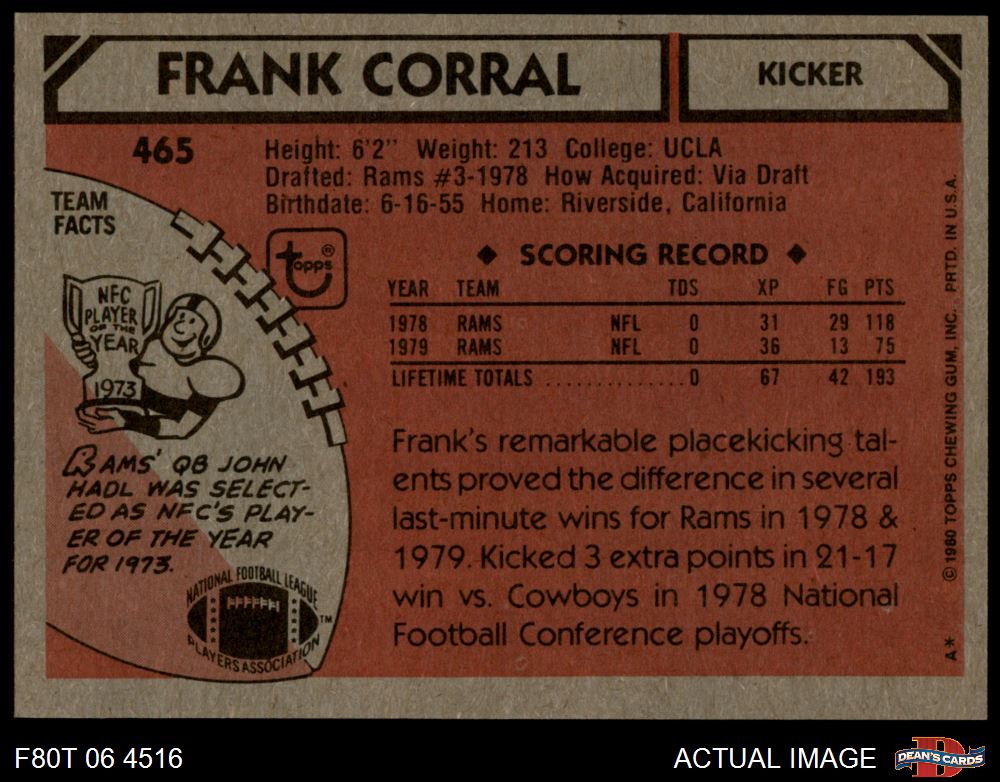 FRANK CORRAL
KICKER
465
Height: 6'2" Weight: 213 College: UCLA
Drafted: Rams #3-1978 How Acquired: Via Draft
Birthdate: 6-16-55 Home: Riverside, California
TEAM
FACTS
topps®
NFC
PLAYER
OF THE
YEAR
1973
RAMS' QB JOHN
HADL WAS SELECT-
ED AS NFC'S PLAY-
ER OF THE YEAR
FOR 1973.
NATIONAL FOOTBALL LEAGUE
PLAYERS ASSOCIATION
TM
◆ SCORING RECORD ◆
YEAR TEAM TDS XP FG PTS
1978 RAMS NFL 0 31 29 118
1979 RAMS NFL 0 36 13 75
LIFETIME TOTALS .............. 0 67 42 193
Frank's remarkable placekicking tal-
ents proved the difference in several
last-minute wins for Rams in 1978 &
1979. Kicked 3 extra points in 21-17
win vs. Cowboys in 1978 National
Football Conference playoffs.
A* ©1980 TOPPS CHEWING GUM, INC. PRTD. IN U.S.A.
F80T 06 4516
ACTUAL IMAGE
D
DEAN'S CARDS